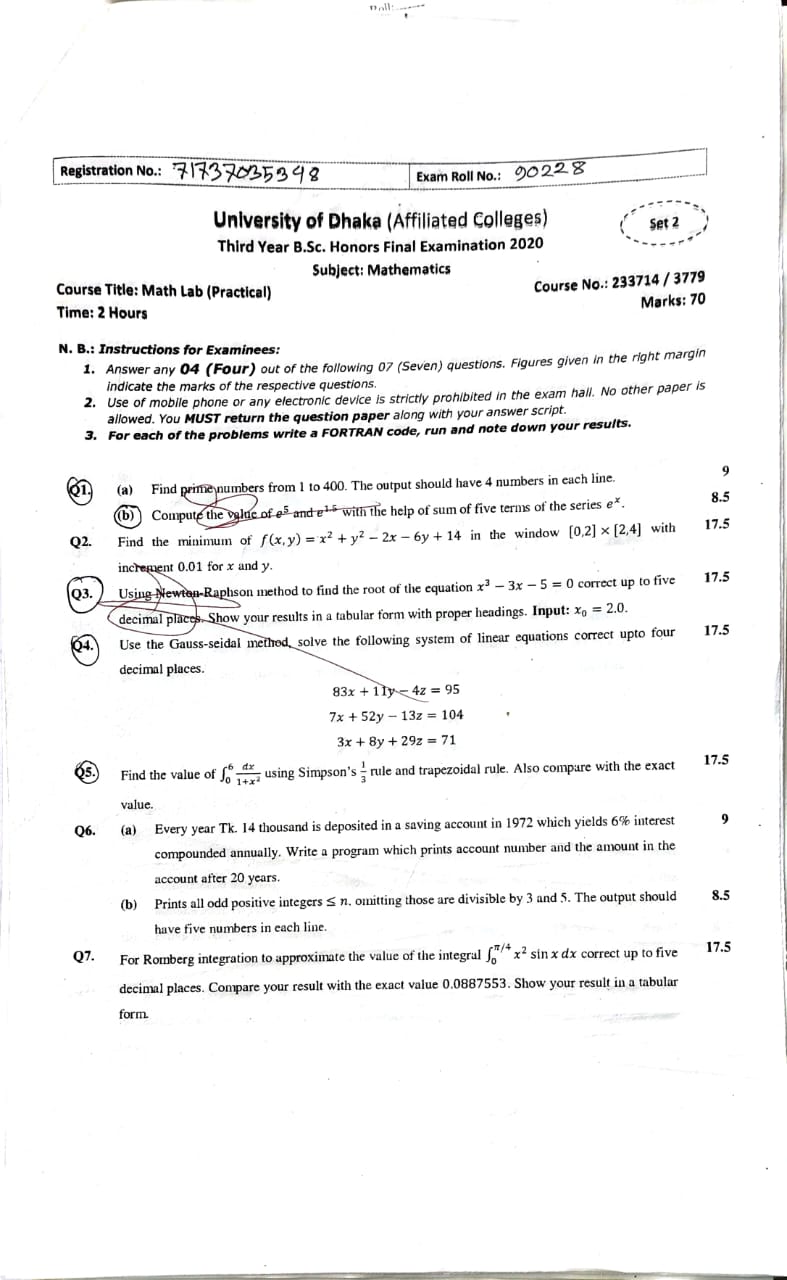 Roll:
Registration No.: 71737035348
Exam Roll No.: 90228
University of Dhaka (Affiliated Colleges)
Set 2
Third Year B.Sc. Honors Final Examination 2020
Subject: Mathematics
Course Title: Math Lab (Practical)
Course No.: 233714 / 3779
Time: 2 Hours
Marks: 70
N. B.: Instructions for Examinees:
1. Answer any 04 (Four) out of the following 07 (Seven) questions. Figures given in the right margin
indicate the marks of the respective questions.
2. Use of mobile phone or any electronic device is strictly prohibited in the exam hall. No other paper is
allowed. You MUST return the question paper along with your answer script.
3. For each of the problems write a FORTRAN code, run and note down your results.
Q1. (a) Find prime numbers from 1 to 400. The output should have 4 numbers in each line. 9
(b) Compute the value of e⁵ and e¹·⁵ with the help of sum of five terms of the series eˣ. 8.5
Q2. Find the minimum of f(x, y) = x² + y² − 2x − 6y + 14 in the window [0,2] × [2,4] with 17.5
increment 0.01 for x and y.
Q3. Using Newton-Raphson method to find the root of the equation x³ − 3x − 5 = 0 correct up to five 17.5
decimal places. Show your results in a tabular form with proper headings. Input: x₀ = 2.0.
Q4. Use the Gauss-seidal method, solve the following system of linear equations correct upto four 17.5
decimal places.
83x + 11y − 4z = 95
7x + 52y − 13z = 104
3x + 8y + 29z = 71
Q5. Find the value of ∫₀⁶ dx/(1+x²) using Simpson's 1/3 rule and trapezoidal rule. Also compare with the exact 17.5
value.
Q6. (a) Every year Tk. 14 thousand is deposited in a saving account in 1972 which yields 6% interest 9
compounded annually. Write a program which prints account number and the amount in the
account after 20 years.
(b) Prints all odd positive integers ≤ n. omitting those are divisible by 3 and 5. The output should 8.5
have five numbers in each line.
Q7. For Romberg integration to approximate the value of the integral ∫₀^(π/4) x² sin x dx correct up to five 17.5
decimal places. Compare your result with the exact value 0.0887553. Show your result in a tabular
form.